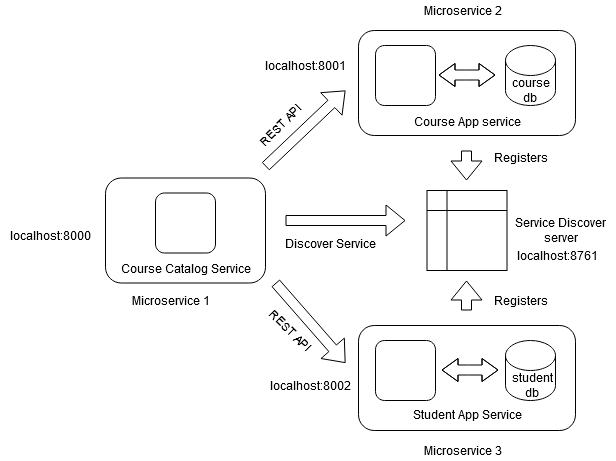 Microservice 2
localhost:8001
course
db
Course App service
REST API
Registers
localhost:8000
Course Catalog Service
Microservice 1
Discover Service
Service Discover
server
localhost:8761
REST API
Registers
localhost:8002
student
db
Student App Service
Microservice 3